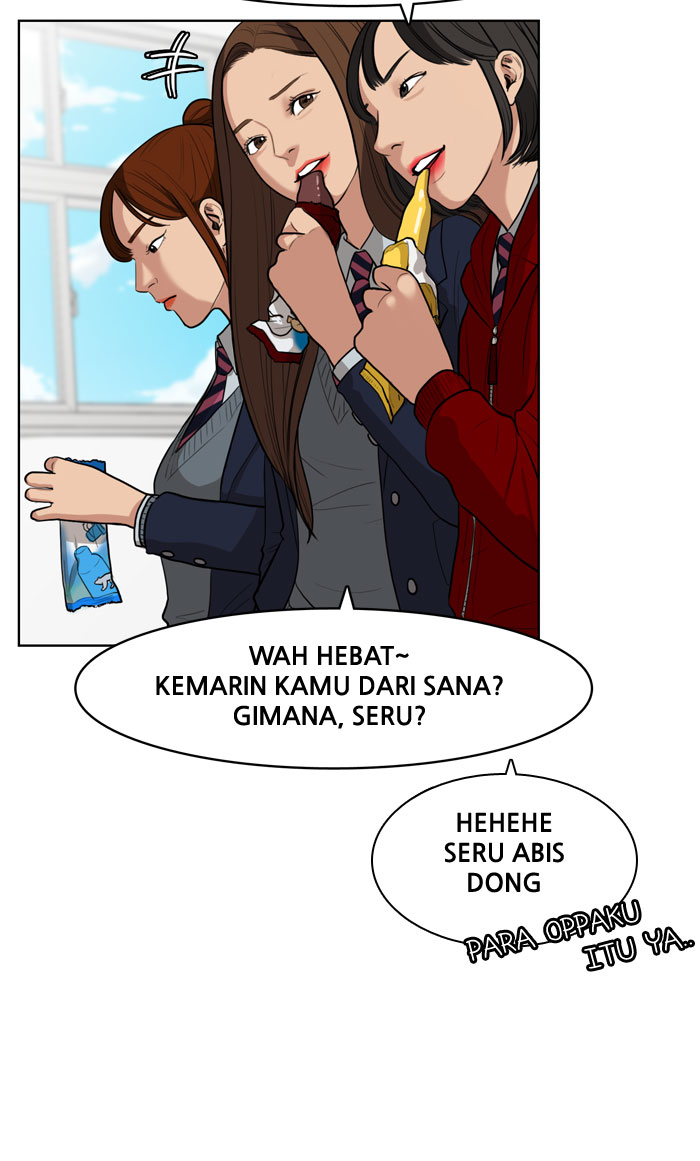 WAH HEBAT~
KEMARIN KAMU DARI SANA?
GIMANA, SERU?
HEHEHE
SERU ABIS
DONG
PARA OPPAKU
ITU YA..